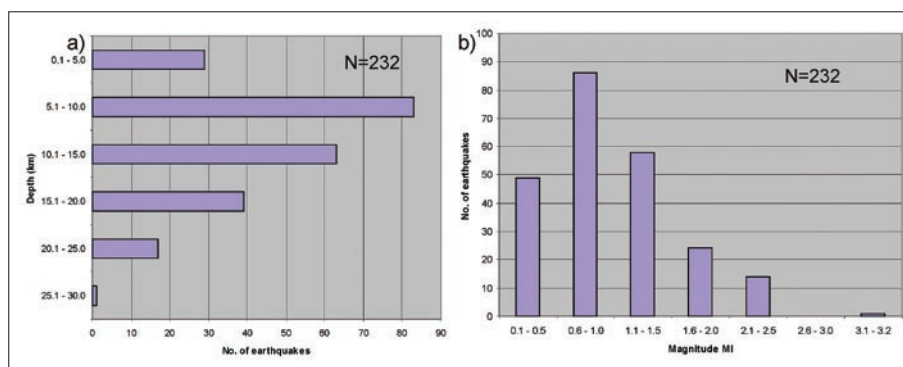 a)
N=232
Depth (km)
0.1 - 5.0
5.1 - 10.0
10.1 - 15.0
15.1 - 20.0
20.1 - 25.0
25.1 - 30.0
0 10 20 30 40 50 60 70 80 90
No. of earthquakes
b)
N=232
No. of earthquakes
100
90
80
70
60
50
40
30
20
10
0
0.1 - 0.5 0.6 - 1.0 1.1 - 1.5 1.6 - 2.0 2.1 - 2.5 2.6 - 3.0 3.1 - 3.2
Magnitude Ml